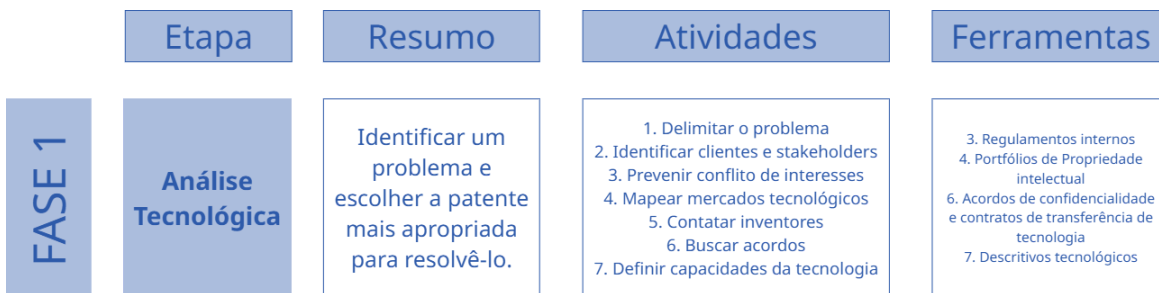 Etapa
Resumo
Atividades
Ferramentas
FASE 1
Análise
Tecnológica
Identificar um
problema e
escolher a patente
mais apropriada
para resolvê-lo.
1. Delimitar o problema
2. Identificar clientes e stakeholders
3. Prevenir conflito de interesses
4. Mapear mercados tecnológicos
5. Contatar inventores
6. Buscar acordos
7. Definir capacidades da tecnologia
3. Regulamentos internos
4. Portfólios de Propriedade
intelectual
6. Acordos de confidencialidade
e contratos de transferência de
tecnologia
7. Descritivos tecnológicos